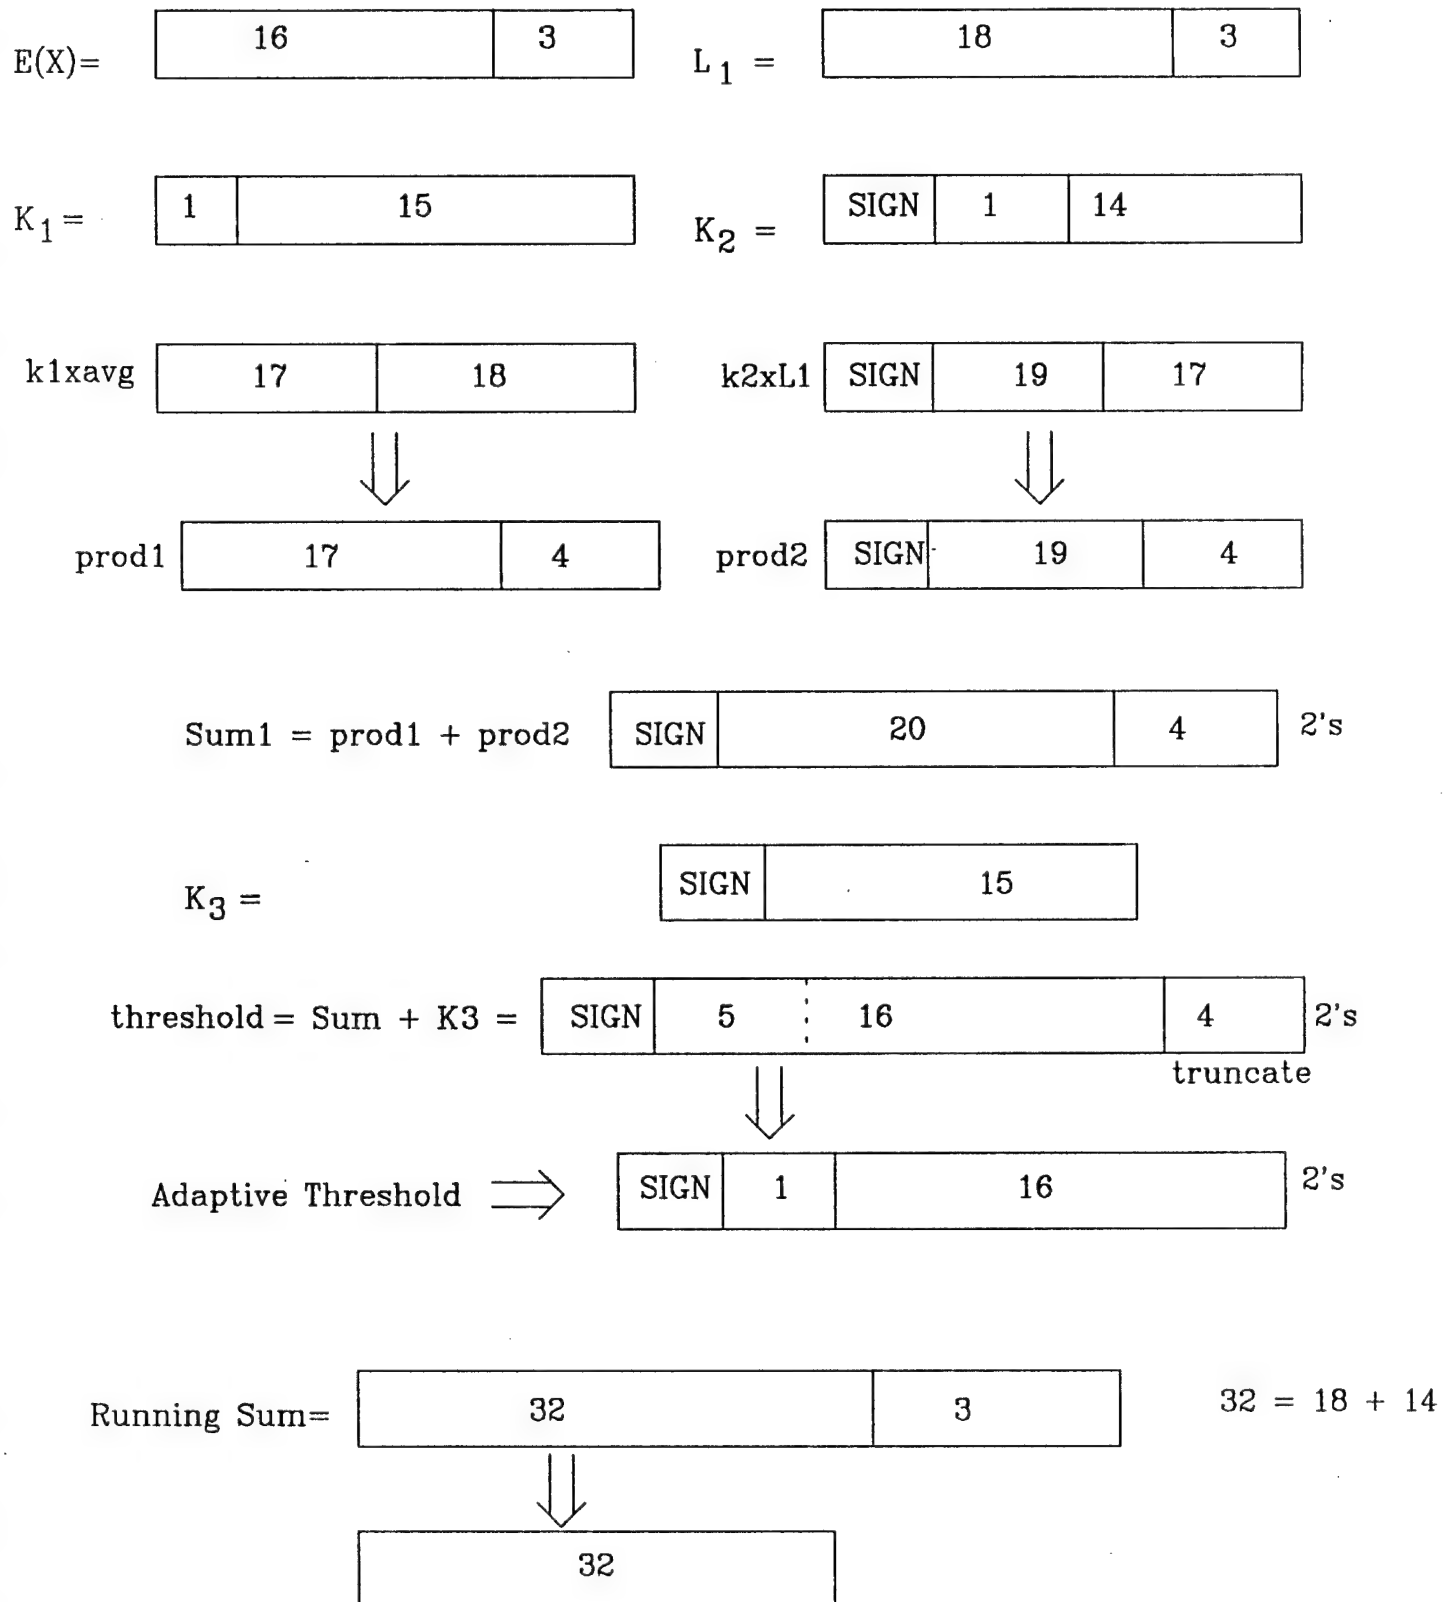 E(X)= 16 3 L1 = 18 3
K1 = 1 15 K2 = SIGN 1 14
k1xavg 17 18 k2xL1 SIGN 19 17
prod1 17 4 prod2 SIGN 19 4
Sum1 = prod1 + prod2 SIGN 20 4 2's
K3 = SIGN 15
threshold = Sum + K3 = SIGN 5 16 4 2's
truncate
Adaptive Threshold SIGN 1 16 2's
Running Sum= 32 3 32 = 18 + 14
32